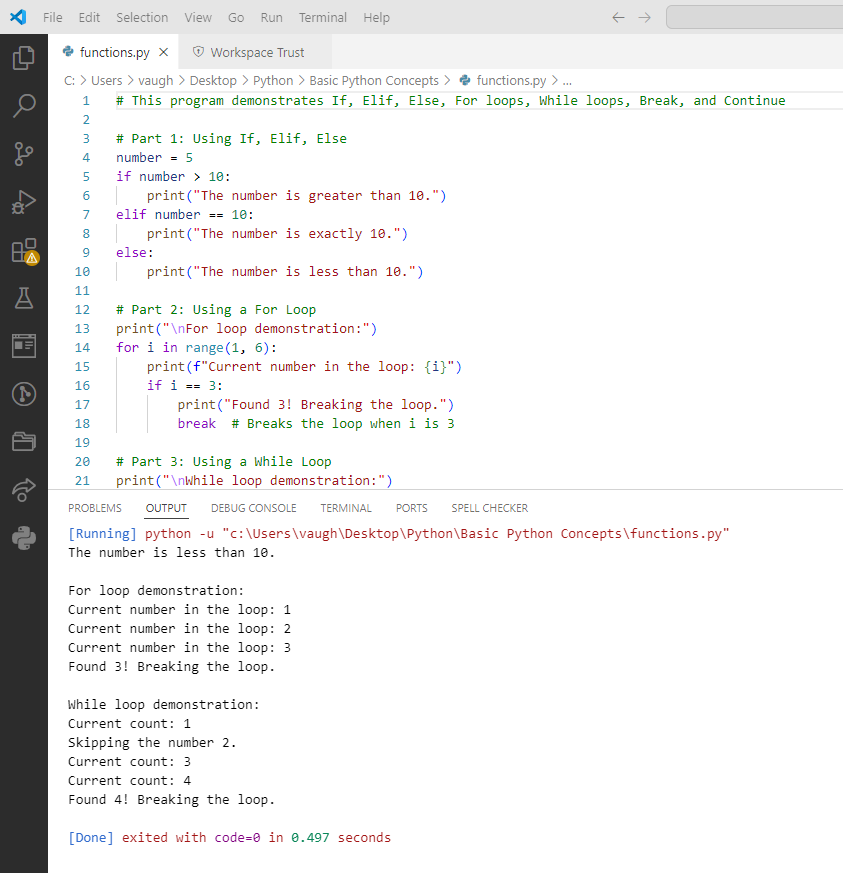 File Edit Selection View Go Run Terminal Help
functions.py Workspace Trust
C: > Users > vaugh > Desktop > Python > Basic Python Concepts > functions.py > ...
1 # This program demonstrates If, Elif, Else, For loops, While loops, Break, and Continue
2
3 # Part 1: Using If, Elif, Else
4 number = 5
5 if number > 10:
6     print("The number is greater than 10.")
7 elif number == 10:
8     print("The number is exactly 10.")
9 else:
10     print("The number is less than 10.")
11
12 # Part 2: Using a For Loop
13 print("\nFor loop demonstration:")
14 for i in range(1, 6):
15     print(f"Current number in the loop: {i}")
16     if i == 3:
17         print("Found 3! Breaking the loop.")
18         break  # Breaks the loop when i is 3
19
20 # Part 3: Using a While Loop
21 print("\nWhile loop demonstration:")
PROBLEMS OUTPUT DEBUG CONSOLE TERMINAL PORTS SPELL CHECKER
[Running] python -u "c:\Users\vaugh\Desktop\Python\Basic Python Concepts\functions.py"
The number is less than 10.

For loop demonstration:
Current number in the loop: 1
Current number in the loop: 2
Current number in the loop: 3
Found 3! Breaking the loop.

While loop demonstration:
Current count: 1
Skipping the number 2.
Current count: 3
Current count: 4
Found 4! Breaking the loop.

[Done] exited with code=0 in 0.497 seconds